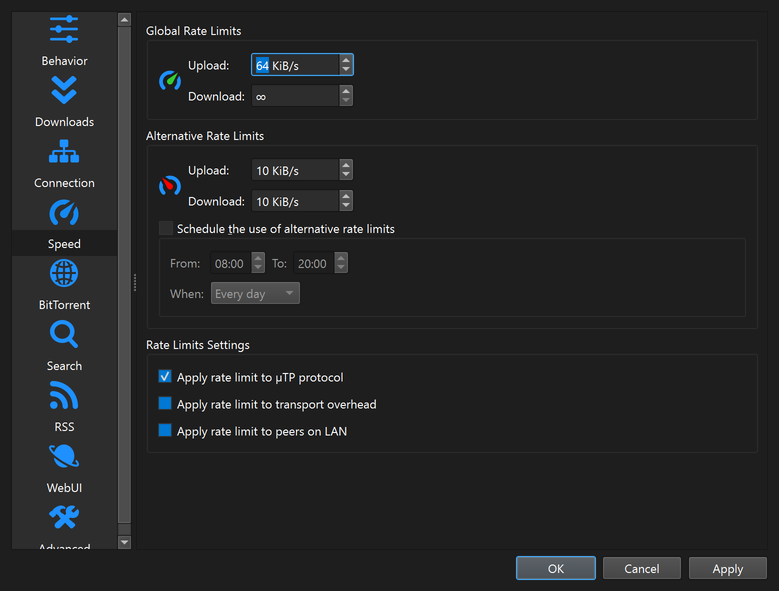 Behavior
Downloads
Connection
Speed
BitTorrent
Search
RSS
WebUI
Advanced
Global Rate Limits
Upload: 64 KiB/s
Download: ∞
Alternative Rate Limits
Upload: 10 KiB/s
Download: 10 KiB/s
Schedule the use of alternative rate limits
From: 08:00 To: 20:00
When: Every day
Rate Limits Settings
Apply rate limit to µTP protocol
Apply rate limit to transport overhead
Apply rate limit to peers on LAN
OK Cancel Apply